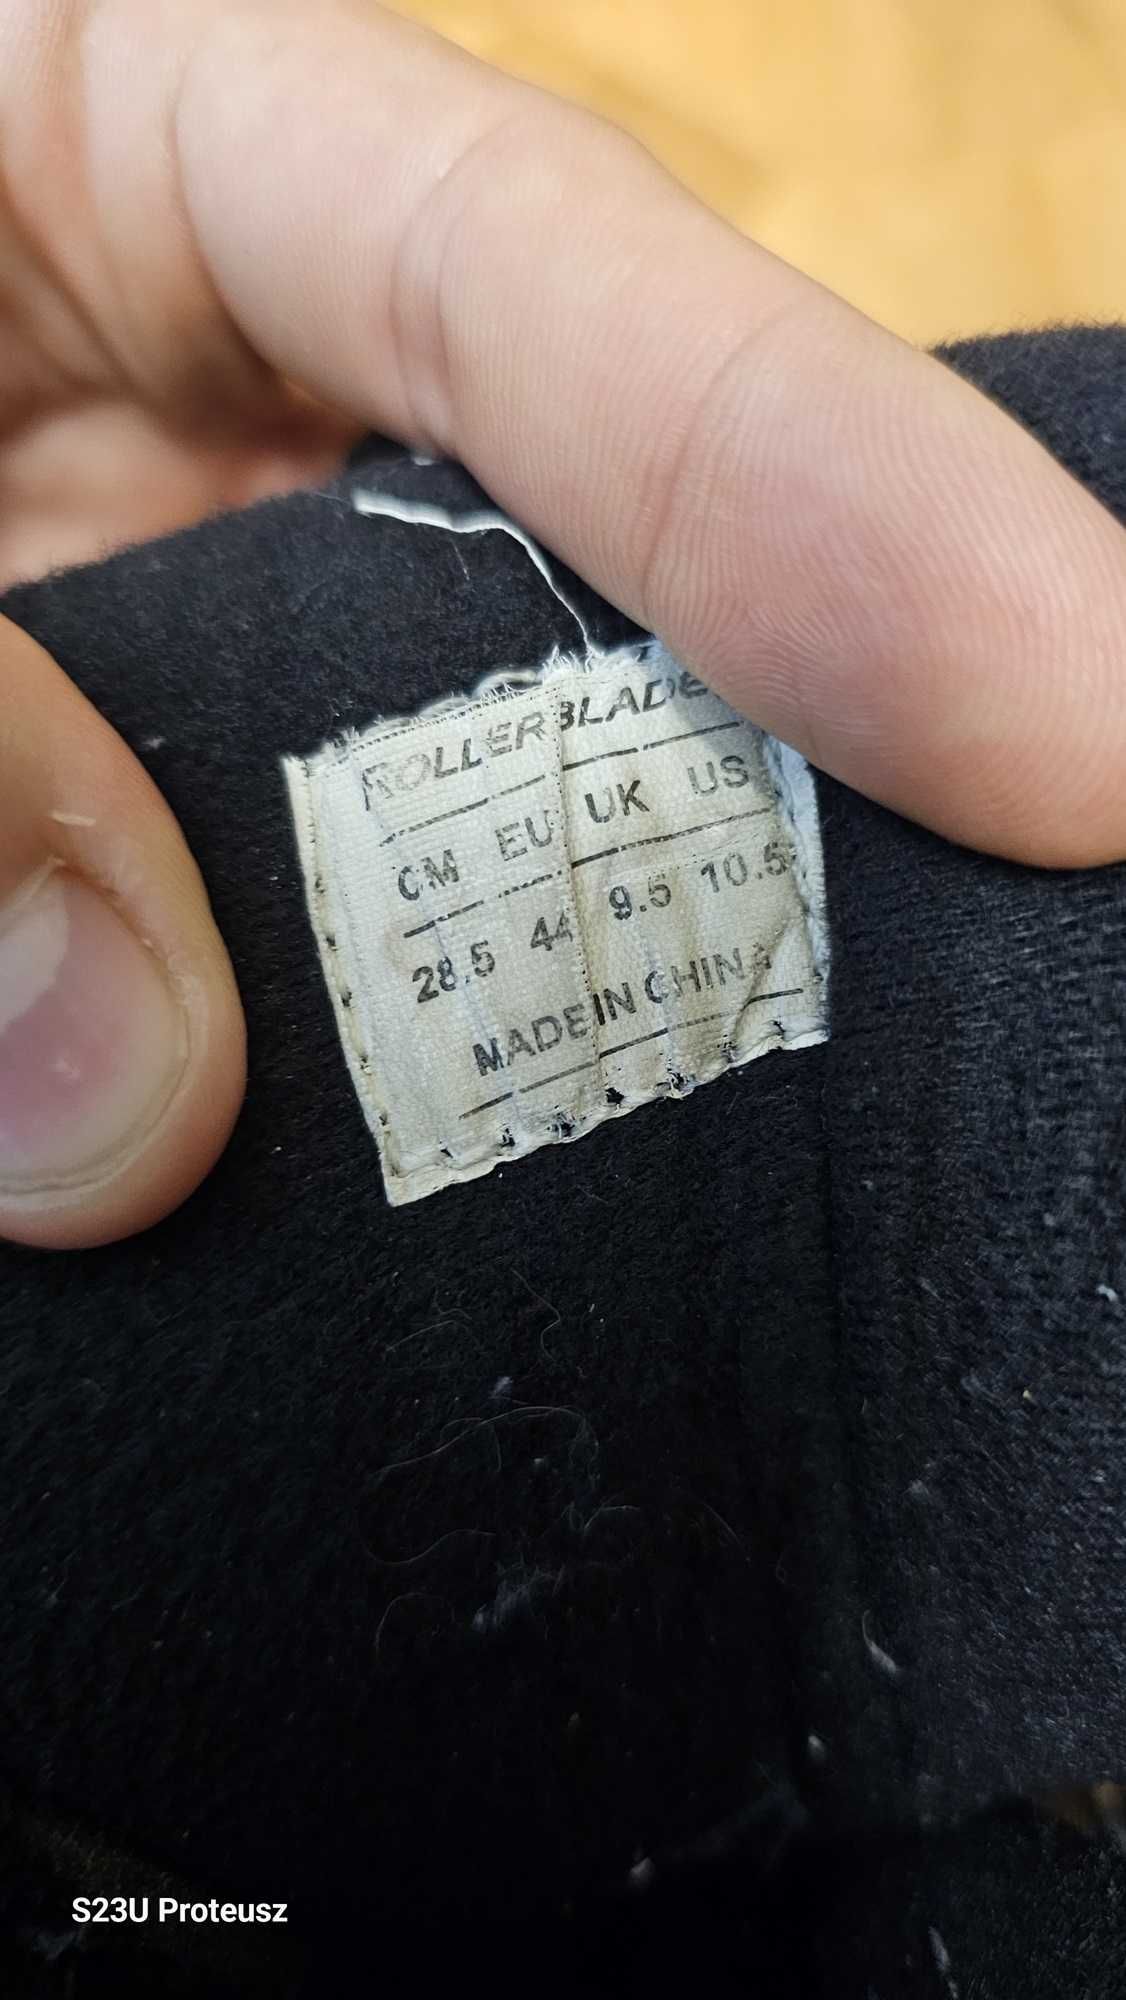 ROLLERBLADE
CM EU UK US
28.5 44 9.5 10.5
MADE IN CHINA
S23U Proteusz